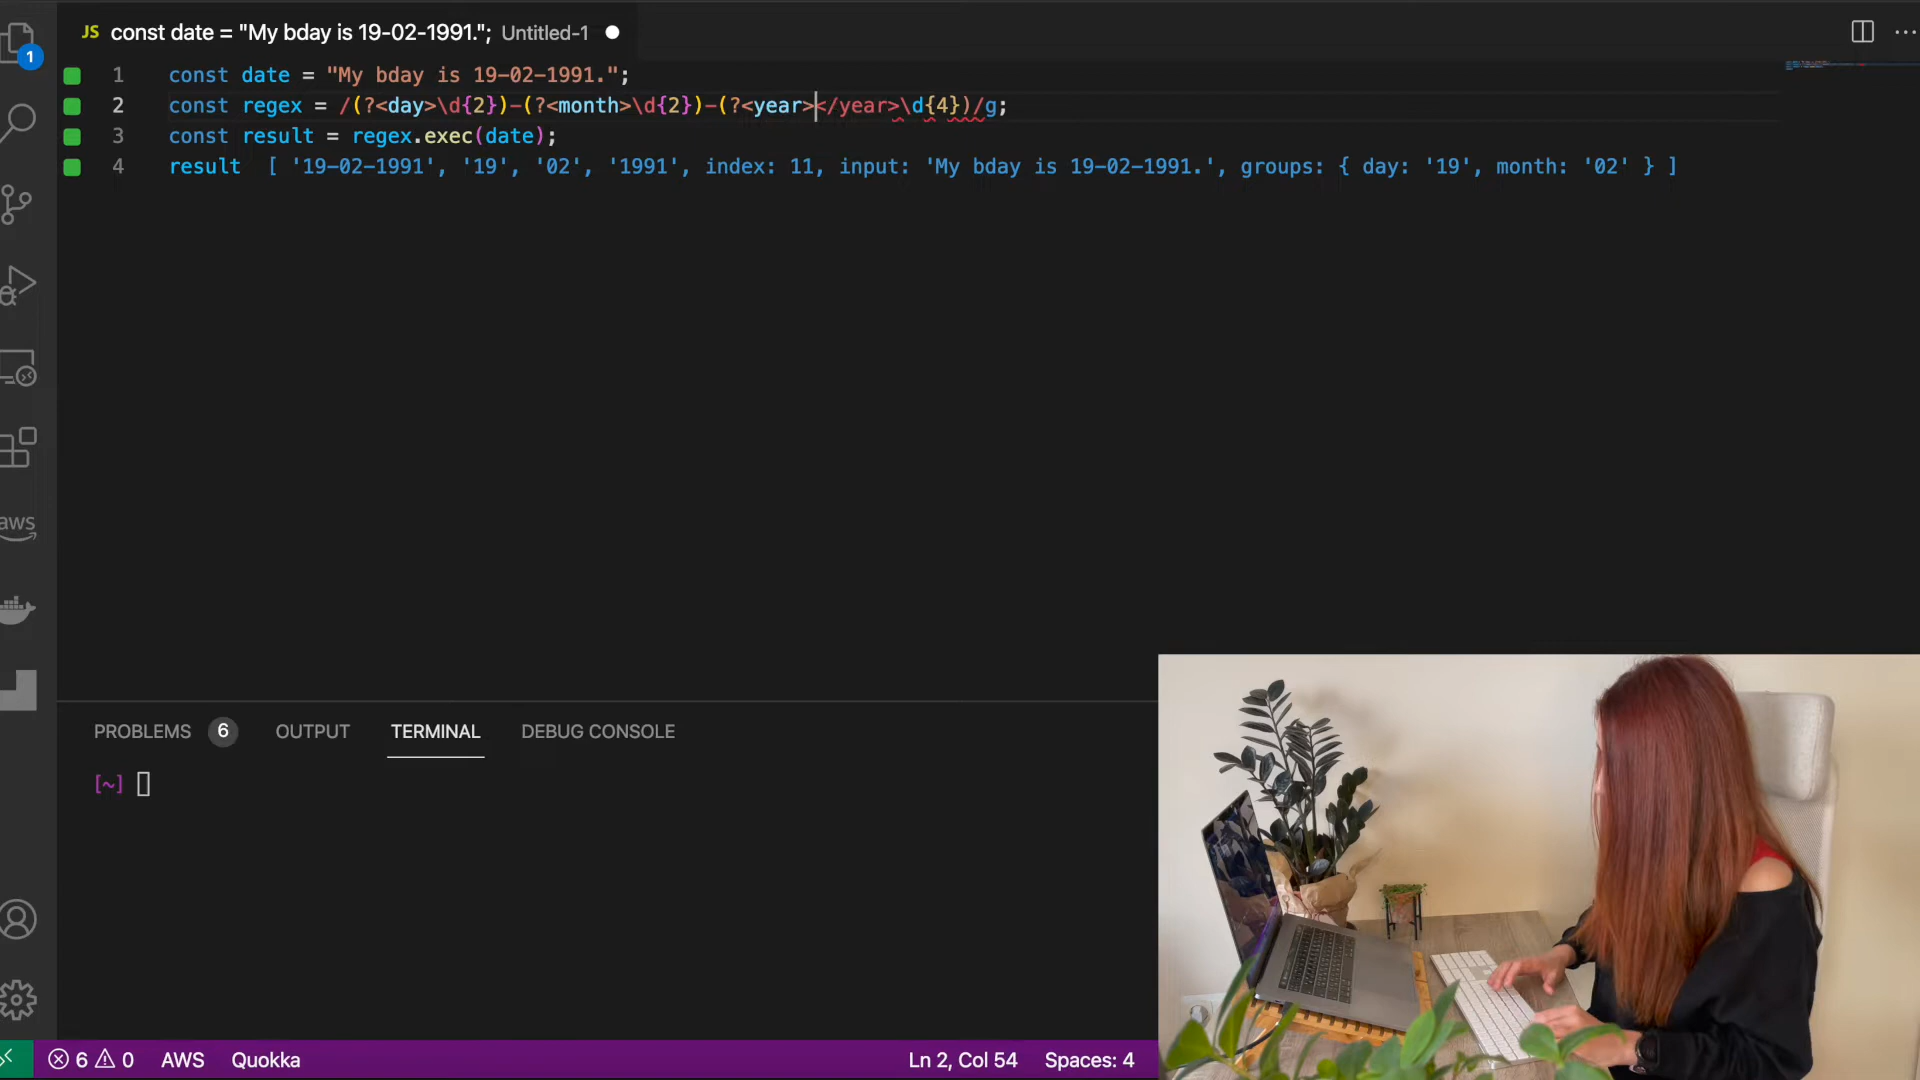 JS const date = "My bday is 19-02-1991."; Untitled-1
1
1 const date = "My bday is 19-02-1991.";
2 const regex = /(?<day>\d{2})-(?<month>\d{2})-(?<year></year>\d{4})/g;
3 const result = regex.exec(date);
4 result [ '19-02-1991', '19', '02', '1991', index: 11, input: 'My bday is 19-02-1991.', groups: { day: '19', month: '02' } ]
aws
PROBLEMS 6 OUTPUT TERMINAL DEBUG CONSOLE
[~]
6 0 AWS Quokka Ln 2, Col 54 Spaces: 4